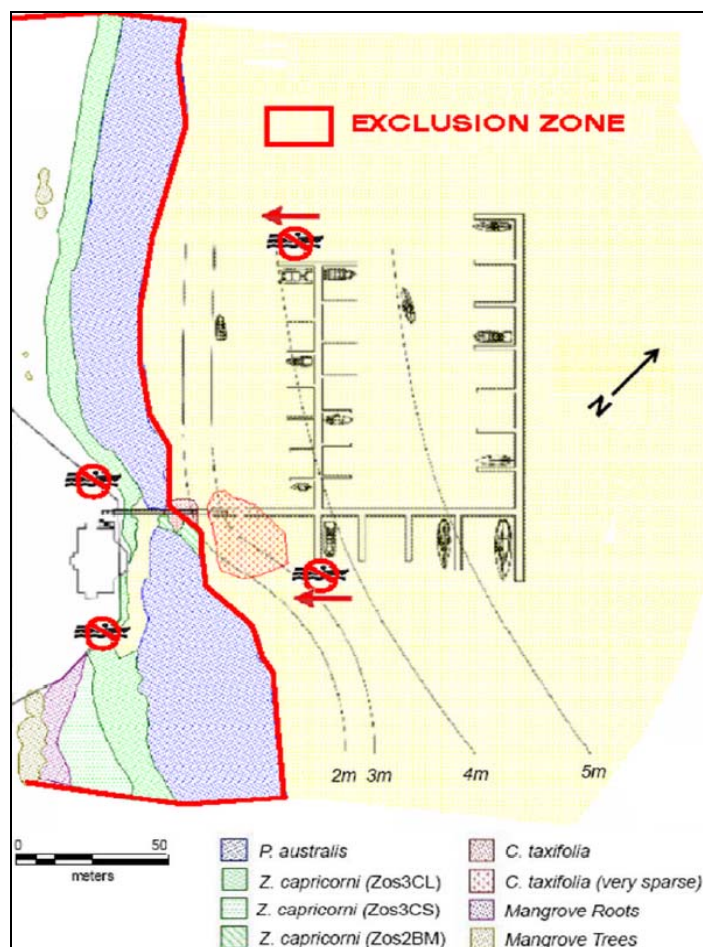 EXCLUSION ZONE
N
2m 3m 4m 5m
0 50
meters
P. australis
Z. capricorni (Zos3CL)
Z. capricorni (Zos3CS)
Z. capricorni (Zos2BM)
C. taxifolia
C. taxifolia (very sparse)
Mangrove Roots
Mangrove Trees